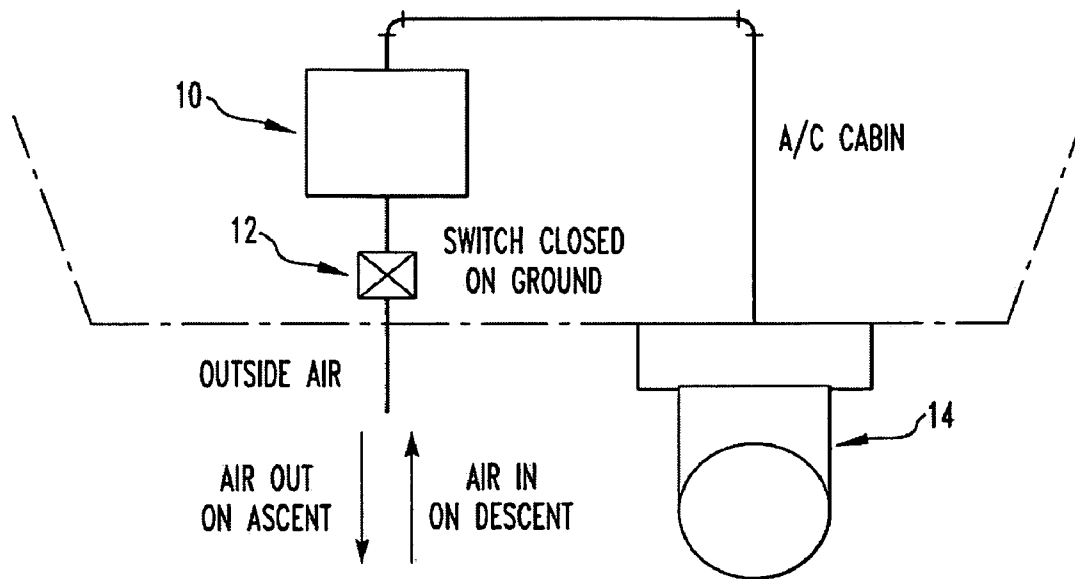 10
A/C CABIN
12
SWITCH CLOSED
ON GROUND
OUTSIDE AIR
14
AIR OUT
ON ASCENT
AIR IN
ON DESCENT